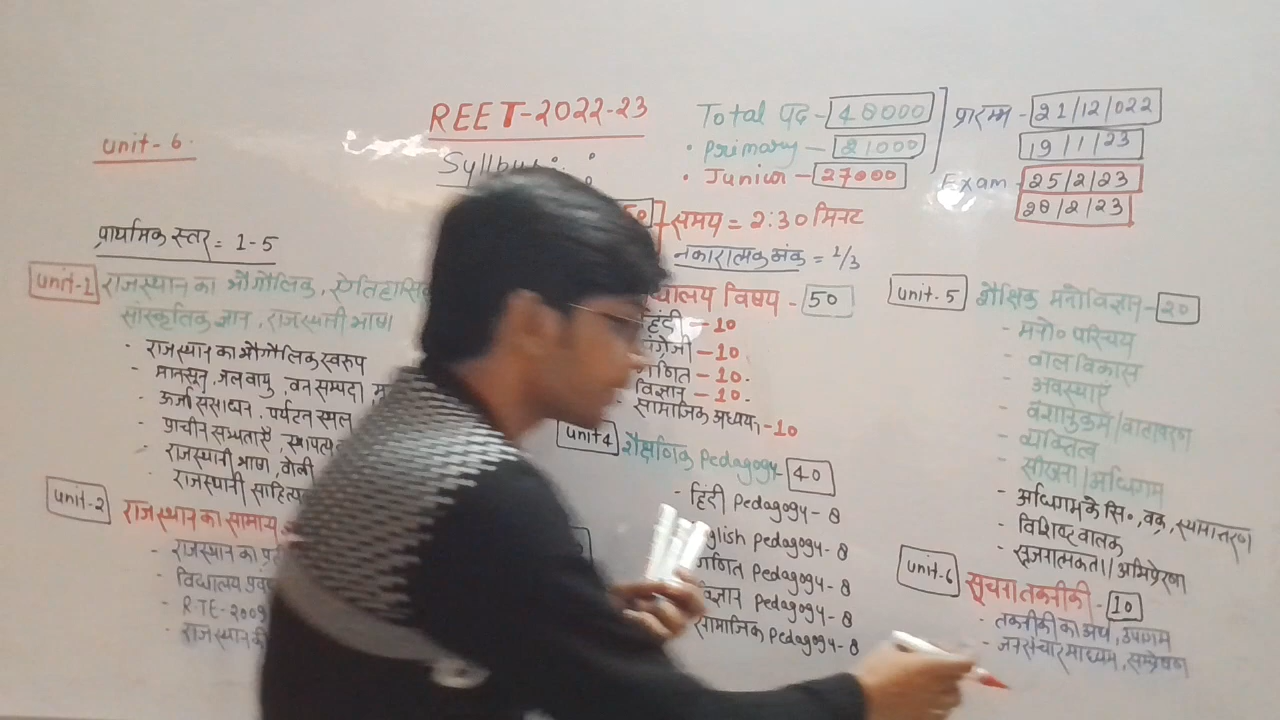 unit-6.
REET-2022-23
Syllbus
Total पद - 48000
• primary - 21000
• Junior - 27000
प्रारम्भ - 21/12/022
19/1/23
Exam - 25/2/23
28/2/23
समय = 2:30 मिनट
नकारात्मक अंक = 1/3
प्राथमिक स्तर = 1-5
unit-1 राजस्थान का भौगौलिक, ऐतिहासिक
सांस्कृतिक ज्ञान, राजस्थानी भाषा
- राजस्थान का भौगौलिक स्वरूप
- मानसून, जलवायु, वन सम्पदा,
- ऊर्जा संसाधन, पर्यटन स्थल
- प्राचीन सभ्यताऐं,
- राजस्थानी भाषा, बोली
- राजस्थानी साहित्य
unit-2 राजस्थान का सामान्य
- राजस्थान का
- विद्यालय
- RTE-2009
- राजस्थान की
विषय - 50
हिंदी - 10
- 10
गणित - 10.
विज्ञान - 10.
सामाजिक अध्ययन - 10
unit 4 शैक्षणिक Pedagogy 40
- हिंदी Pedagogy - 8
English pedagogy - 8
गणित Pedagogy - 8
विज्ञान Pedagogy - 8
सामाजिक Pedagogy - 8
unit-5 शैक्षिक मनोविज्ञान - 20
- मनो० परिचय
- बाल विकास
- अवस्थाएं
- वंशानुक्रम/वातावरण
- व्यक्तित्व
- सीखना/अधिगम
- अधिगम के सि०, वक्र, स्थानान्तरण
- विशिष्ट बालक
- सृजनात्मकता/अभिप्रेरणा
unit-6 सूचना तकनीकी - 10
- तकनीकी का अर्थ, उपागम
- जनसंचार माध्यम, सम्प्रेषण